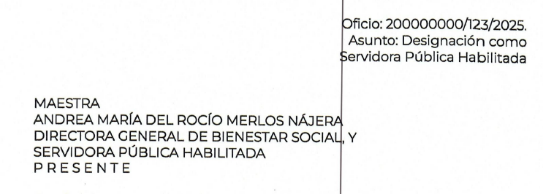 Oficio: 200000000/123/2025.
Asunto: Designación como
Servidora Pública Habilitada
MAESTRA
ANDREA MARÍA DEL ROCÍO MERLOS NÁJERA
DIRECTORA GENERAL DE BIENESTAR SOCIAL, Y
SERVIDORA PÚBLICA HABILITADA
P R E S E N T E